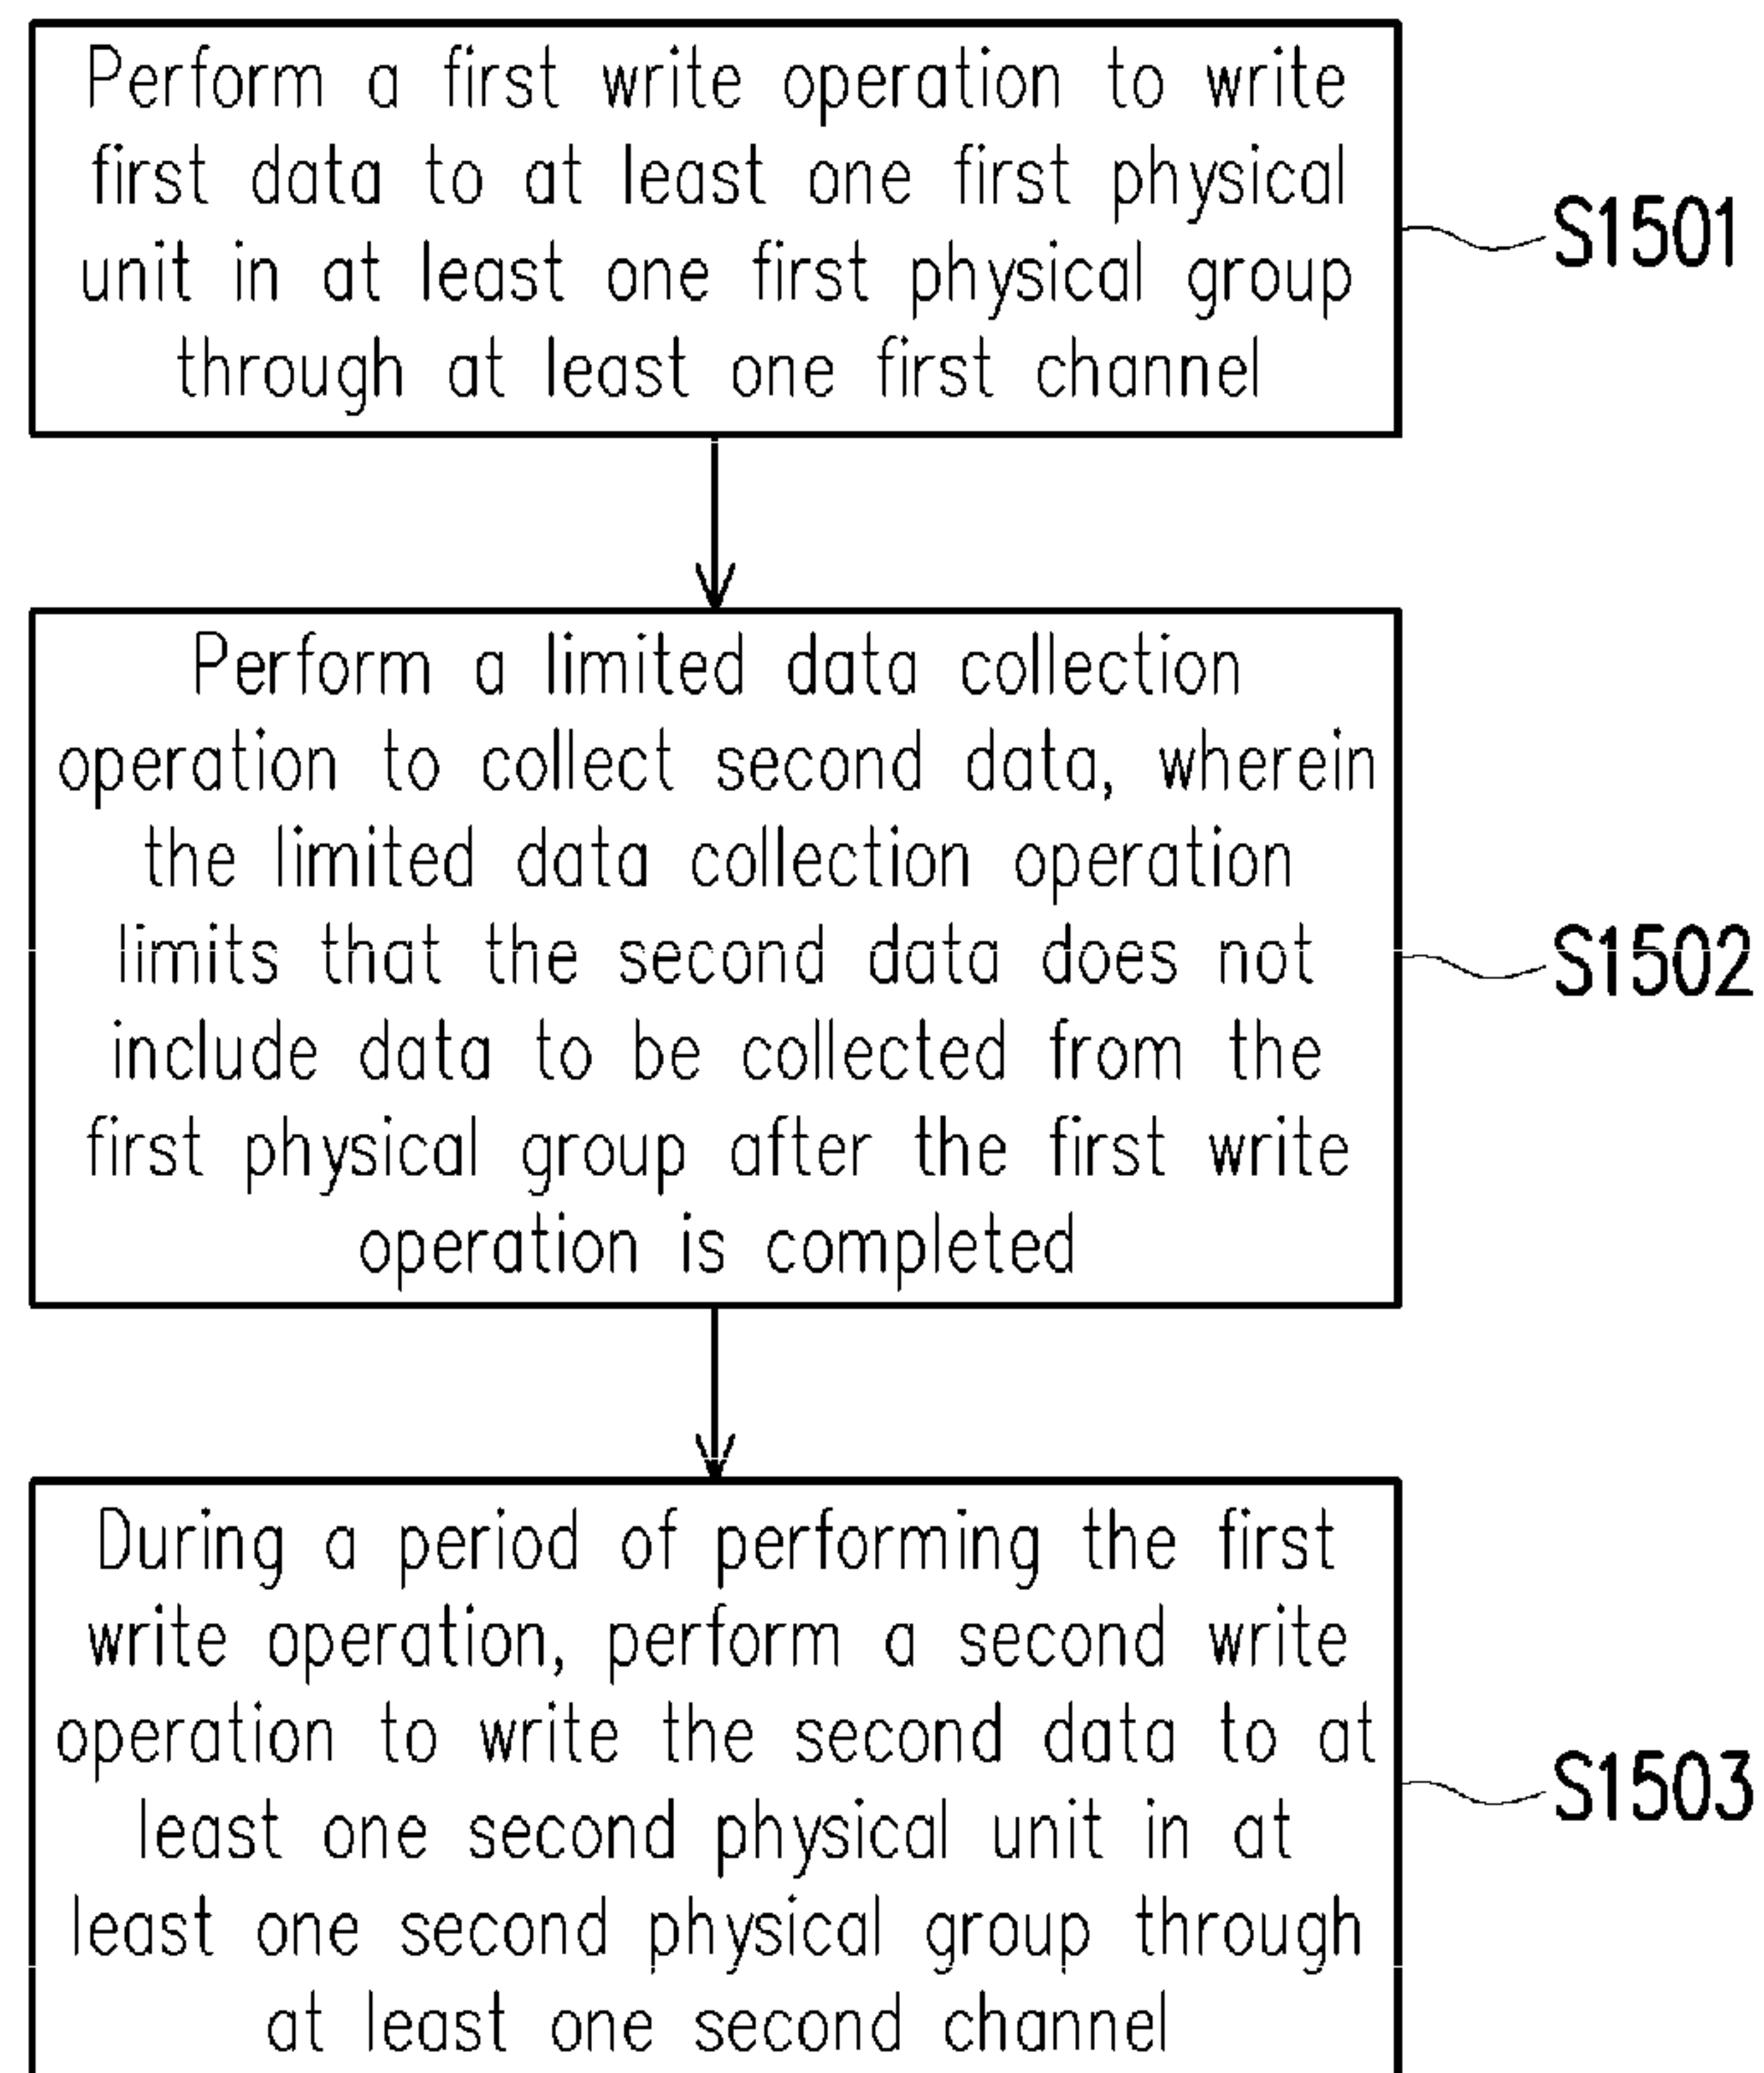 Perform a first write operation to write
first data to at least one first physical
unit in at least one first physical group
through at least one first channel
S1501
Perform a limited data collection
operation to collect second data, wherein
the limited data collection operation
limits that the second data does not
include data to be collected from the
first physical group after the first write
operation is completed
S1502
During a period of performing the first
write operation, perform a second write
operation to write the second data to at
least one second physical unit in at
least one second physical group through
at least one second channel
S1503